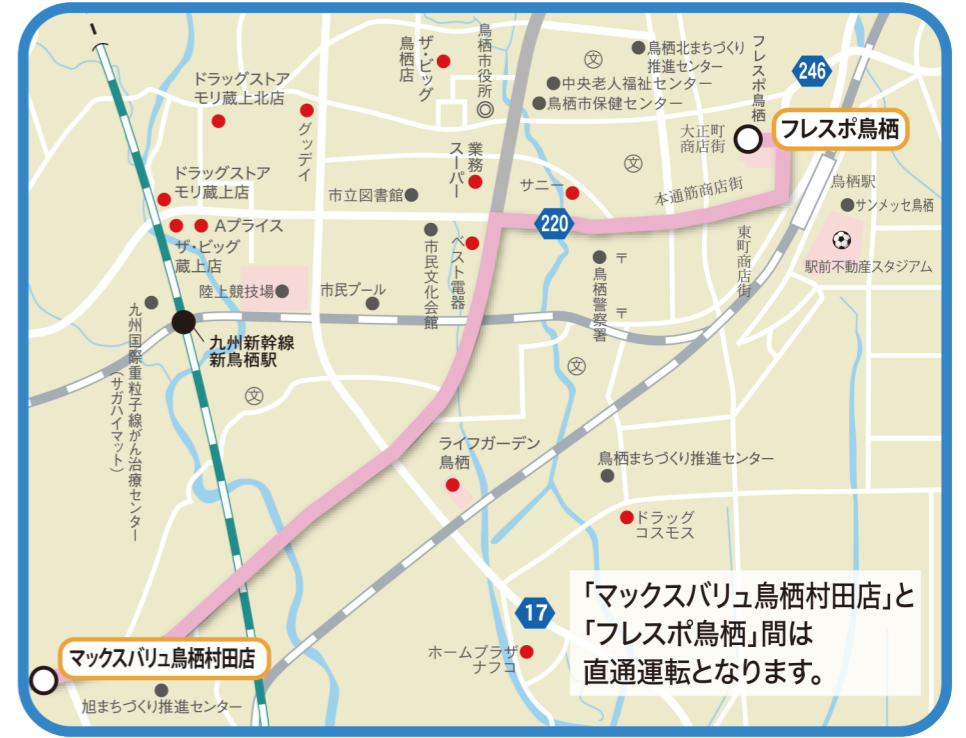 ドラッグストア
モリ蔵上北店
グッデイ
ザ・ビッグ
鳥栖店
鳥栖市役所
文
鳥栖北まちづくり
推進センター
中央老人福祉センター
鳥栖市保健センター
フレスポ鳥栖
246
大正町
商店街
フレスポ鳥栖
ドラッグストア
モリ蔵上店
Aプライス
ザ・ビッグ
蔵上店
市立図書館
業務
スーパー
サニー
文
本通筋商店街
鳥栖駅
サンメッセ鳥栖
駅前不動産スタジアム
220
東町商店街
市民文化会館
ベスト電器
鳥栖警察署
〒
〒
陸上競技場
市民プール
九州新幹線
新鳥栖駅
九州国際重粒子線がん治療センター
(サガハイマット)
文
文
ライフガーデン
鳥栖
鳥栖まちづくり推進センター
ドラッグ
コスモス
17
ホームプラザ
ナフコ
「マックスバリュ鳥栖村田店」と
「フレスポ鳥栖」間は
直通運転となります。
マックスバリュ鳥栖村田店
旭まちづくり推進センター